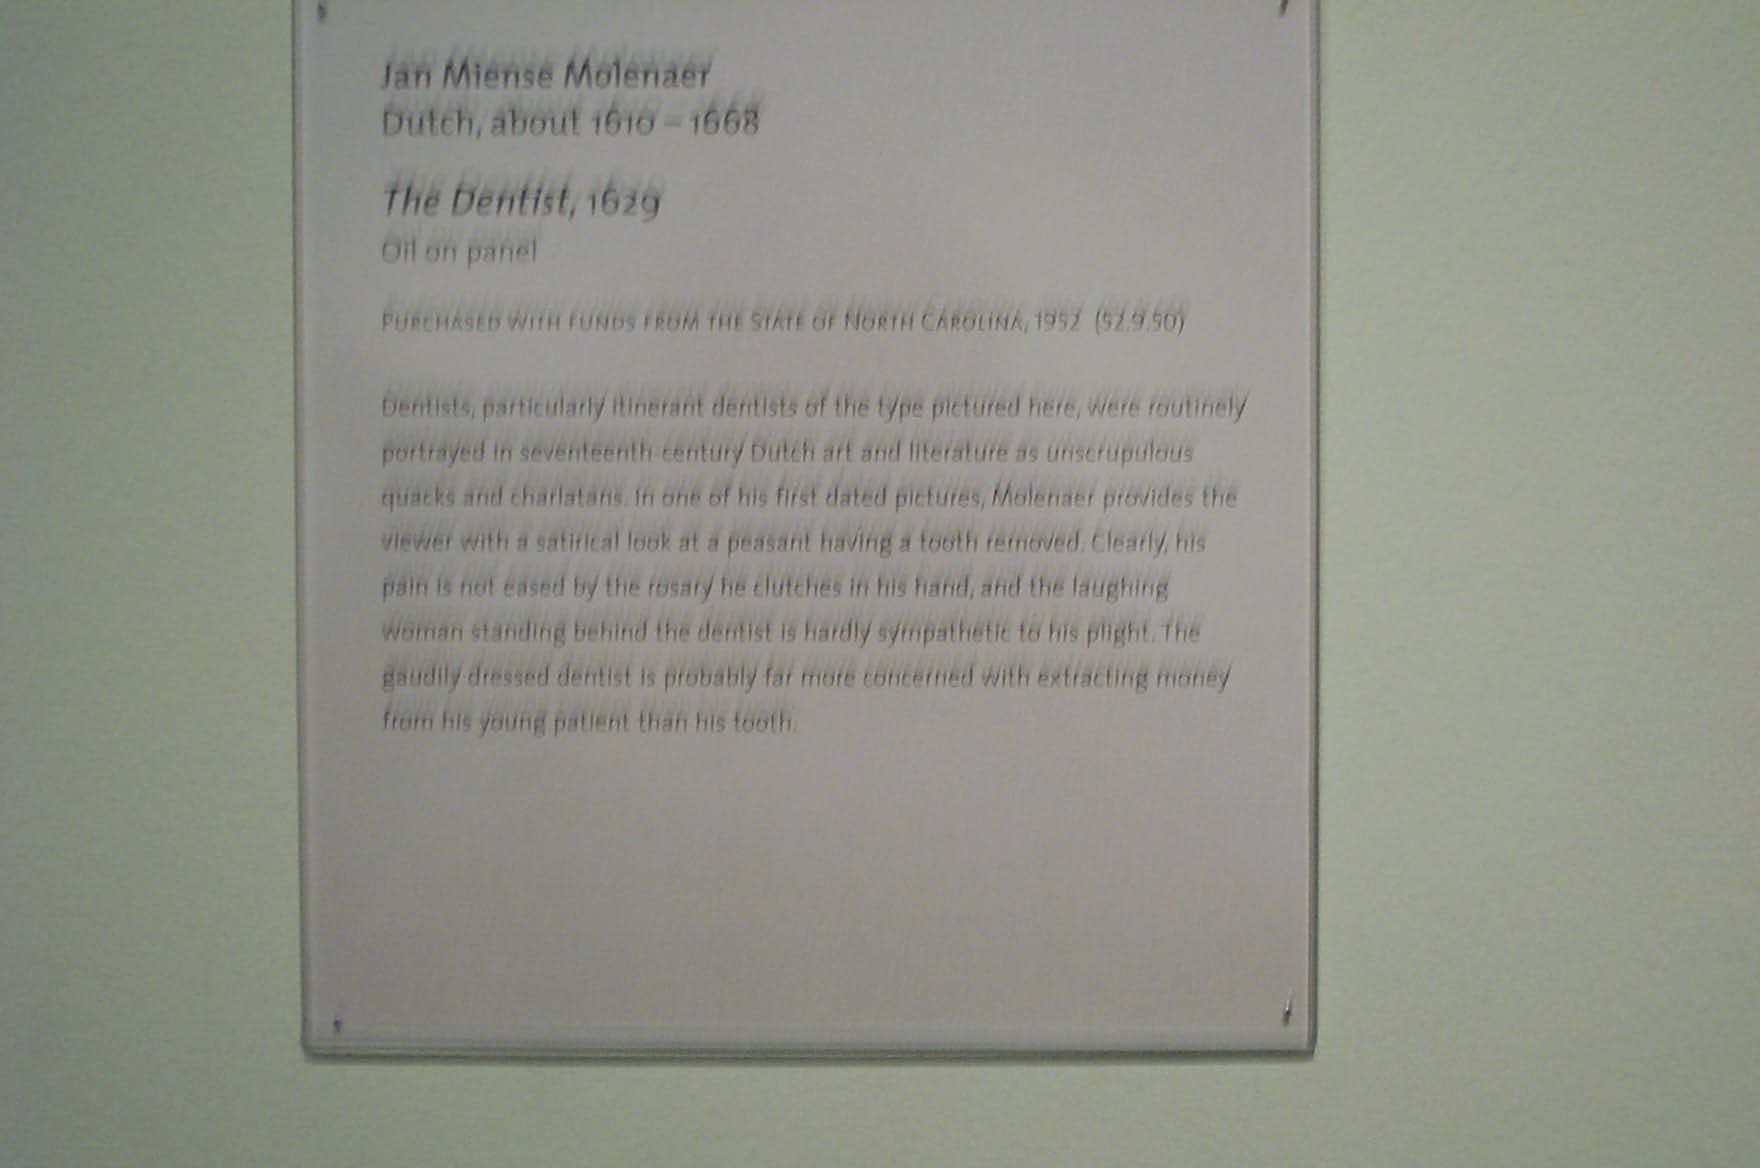 Jan Miense Molenaer
Dutch, about 1610 – 1668
The Dentist, 1629
Oil on panel
PURCHASED WITH FUNDS FROM THE STATE OF NORTH CAROLINA, 1952 (52.9.50)
Dentists, particularly itinerant dentists of the type pictured here, were routinely
portrayed in seventeenth-century Dutch art and literature as unscrupulous
quacks and charlatans. In one of his first dated pictures, Molenaer provides the
viewer with a satirical look at a peasant having a tooth removed. Clearly, his
pain is not eased by the rosary he clutches in his hand, and the laughing
woman standing behind the dentist is hardly sympathetic to his plight. The
gaudily dressed dentist is probably far more concerned with extracting money
from his young patient than his tooth.